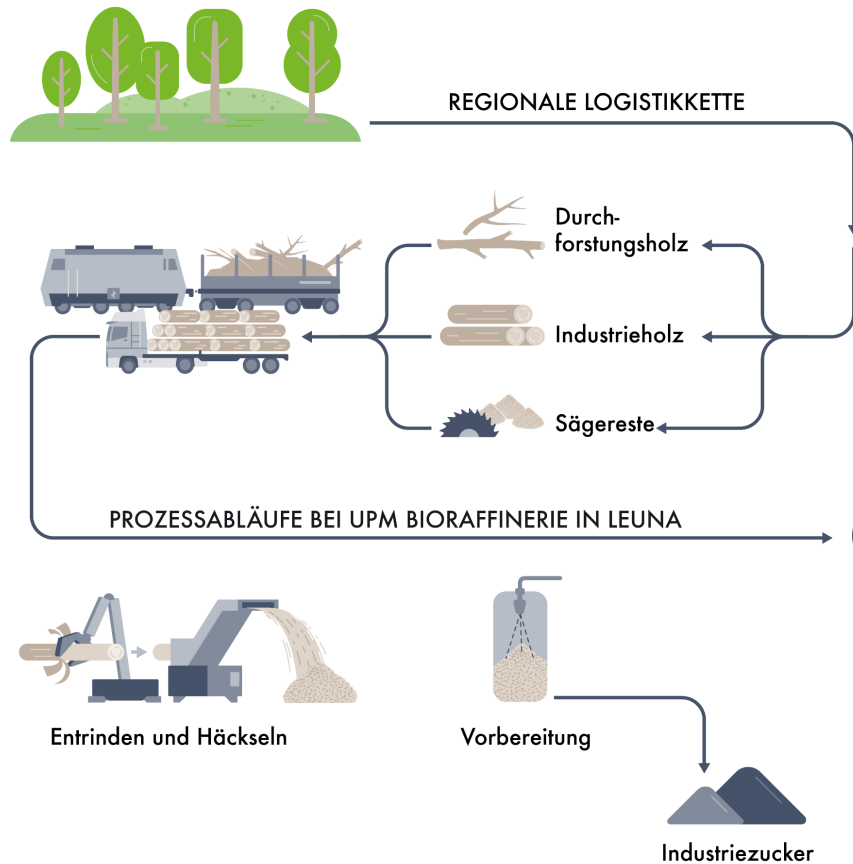 REGIONALE LOGISTIKKETTE
Durch-
forstungsholz
Industrieholz
Sägereste
PROZESSABLÄUFE BEI UPM BIORAFFINERIE IN LEUNA
Entrinden und Häckseln
Vorbereitung
Industriezucker